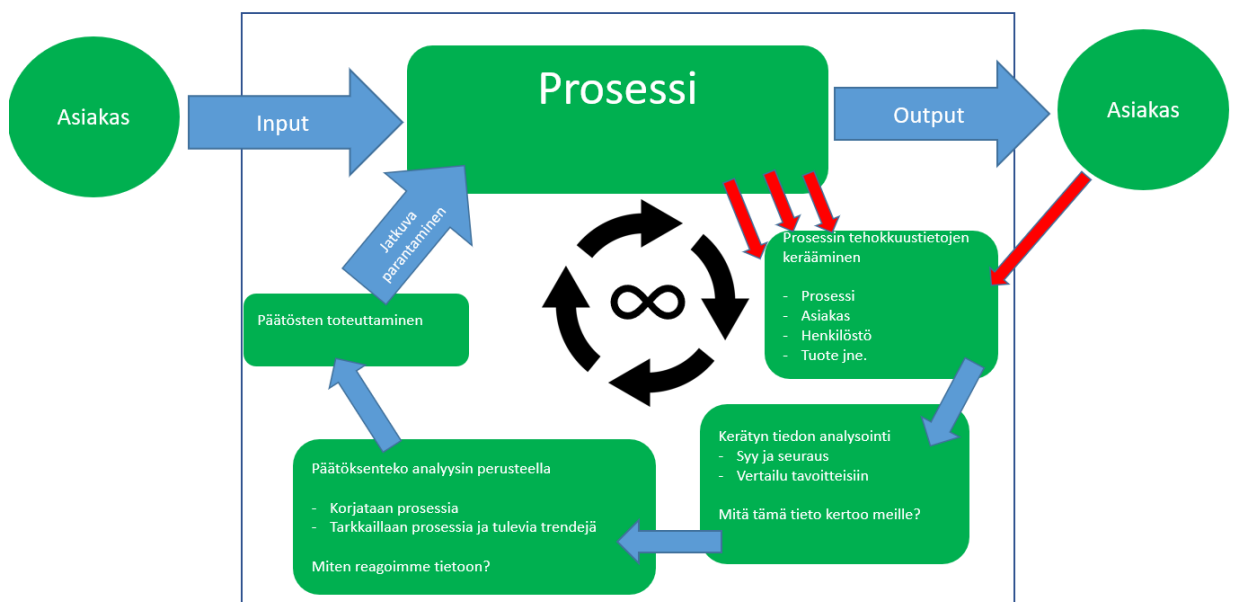 Asiakas
Input
Prosessi
Output
Asiakas
Jatkuva
parantaminen
Prosessin tehokkuustietojen
kerääminen
- Prosessi
- Asiakas
- Henkilöstö
- Tuote jne.
Kerätyn tiedon analysointi
- Syy ja seuraus
- Vertailu tavoitteisiin
Mitä tämä tieto kertoo meille?
Päätöksenteko analyysin perusteella
- Korjataan prosessia
- Tarkkaillaan prosessia ja tulevia trendejä
Miten reagoimme tietoon?
Päätösten toteuttaminen